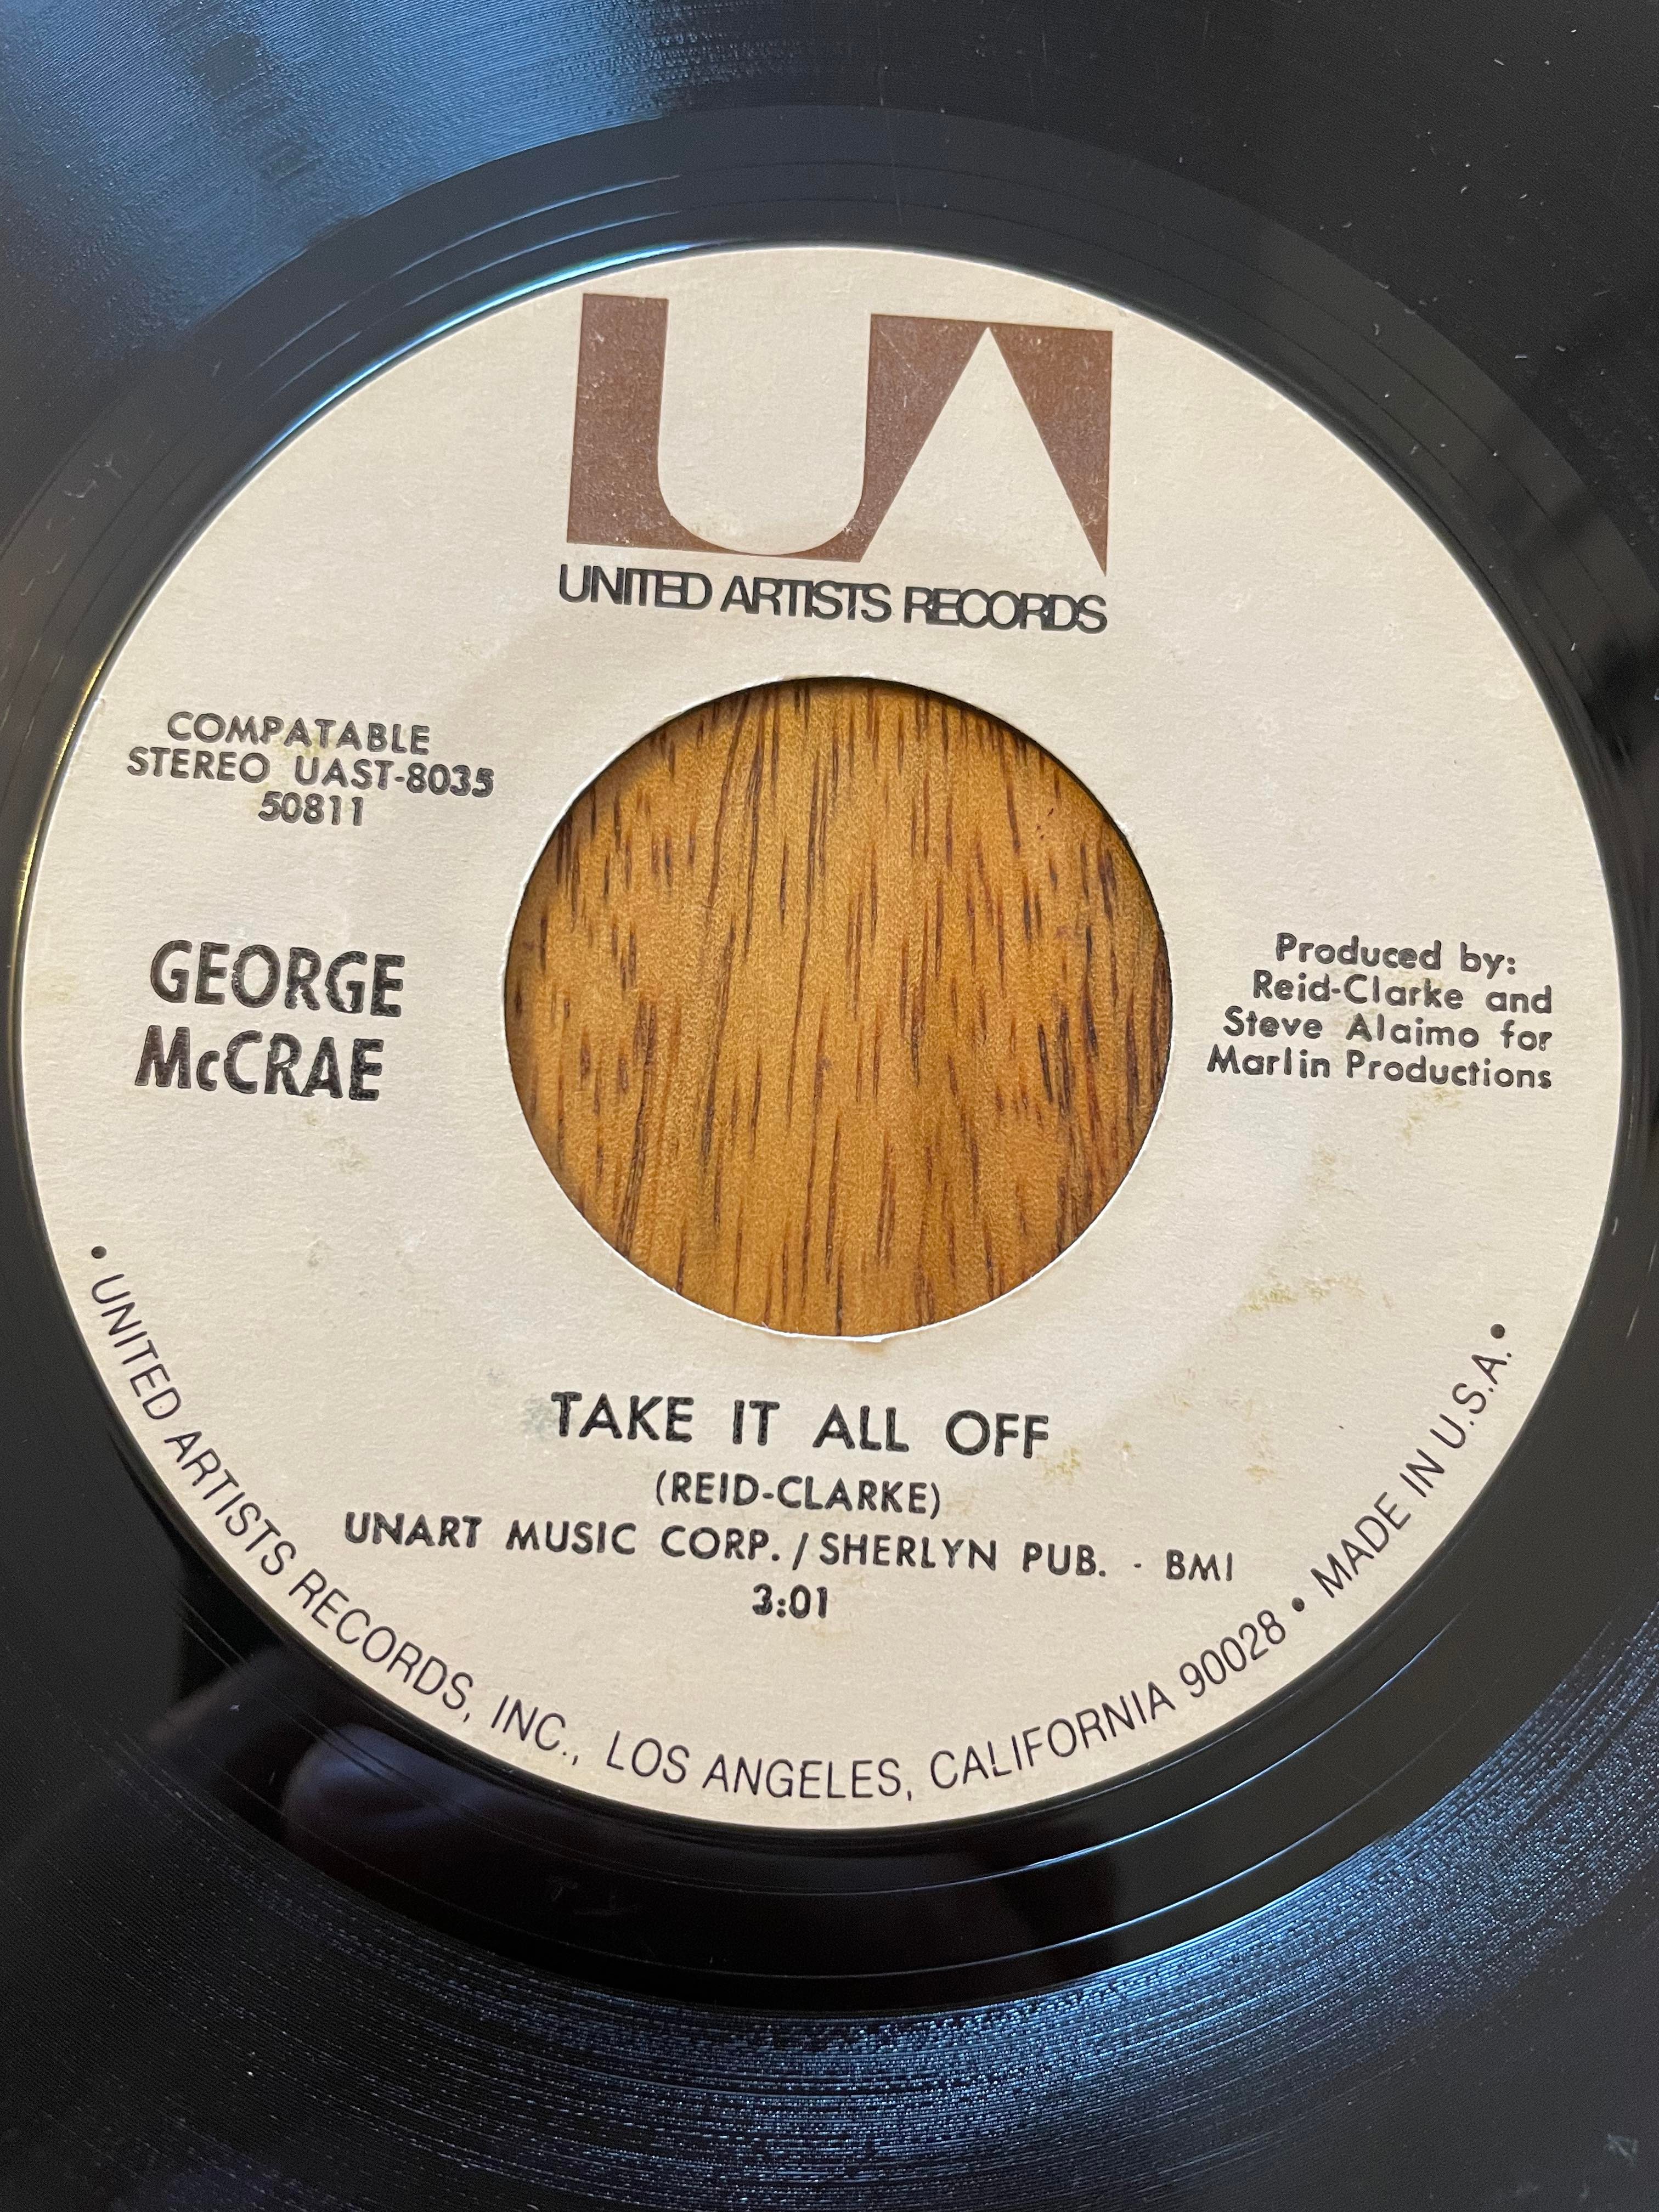 UA
UNITED ARTISTS RECORDS
COMPATABLE
STEREO UAST-8035
50811
GEORGE
McCRAE
Produced by:
Reid-Clarke and
Steve Alaimo for
Marlin Productions
TAKE IT ALL OFF
(REID-CLARKE)
UNART MUSIC CORP./SHERLYN PUB. - BMI
3:01
• UNITED ARTISTS RECORDS, INC., LOS ANGELES, CALIFORNIA 90028 • MADE IN U.S.A. •